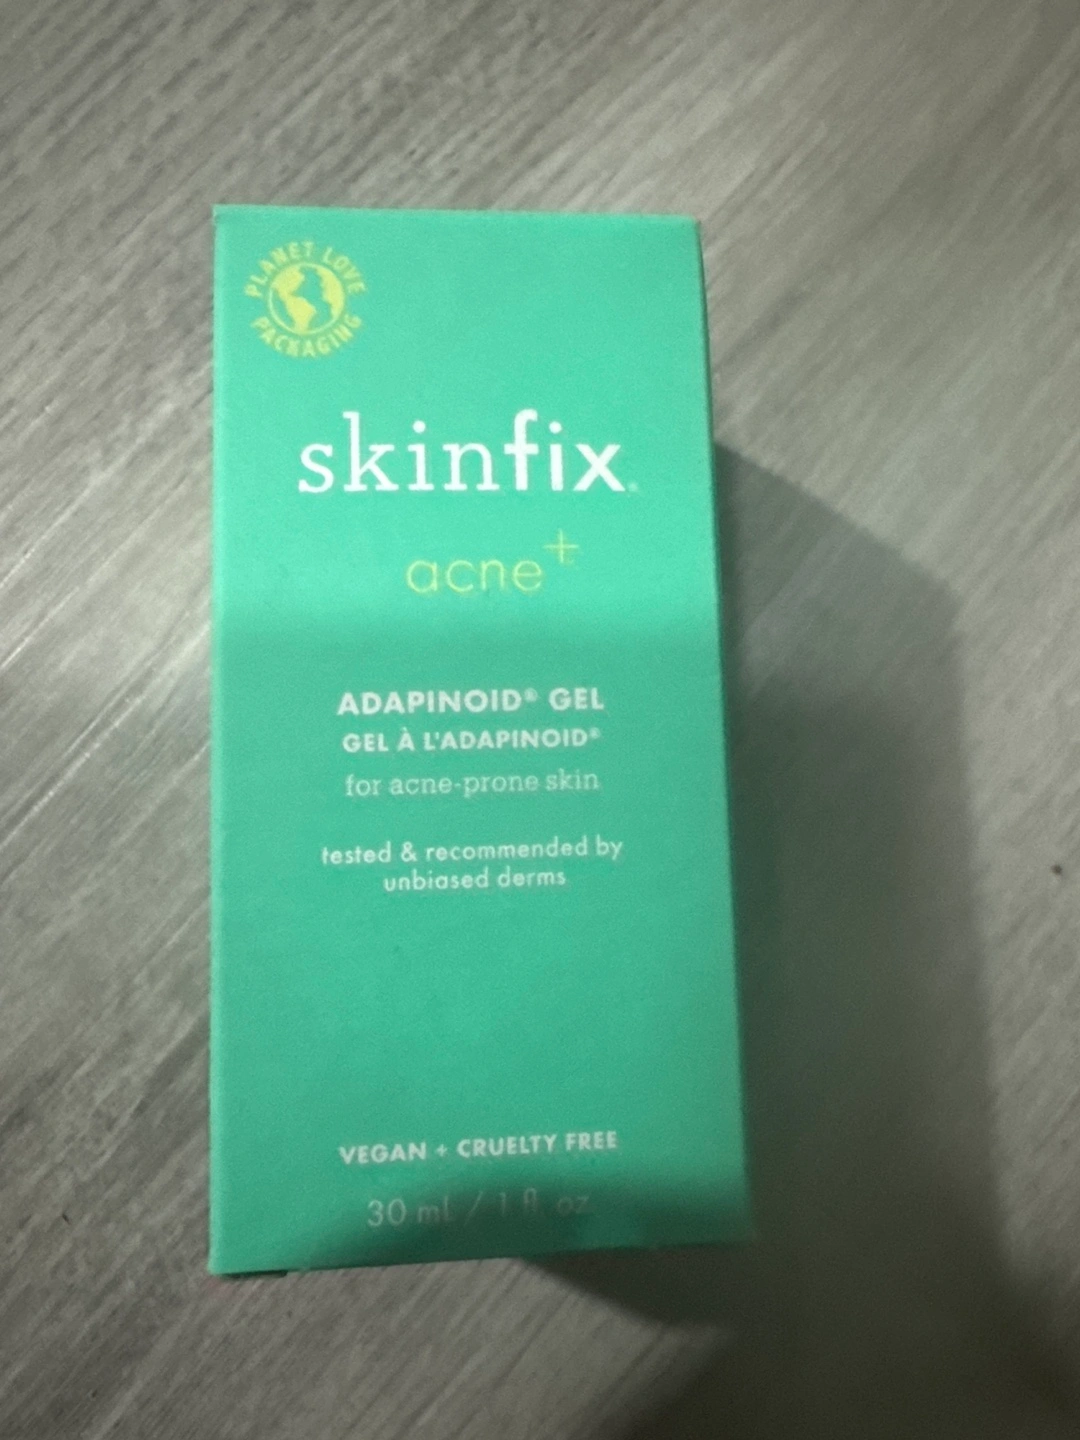 PLANET LOVE
PACKAGING
skinfix®
acne+
ADAPINOID® GEL
GEL À L'ADAPINOID®
for acne-prone skin
tested & recommended by
unbiased derms
VEGAN + CRUELTY FREE
30 mL / 1 fl. oz